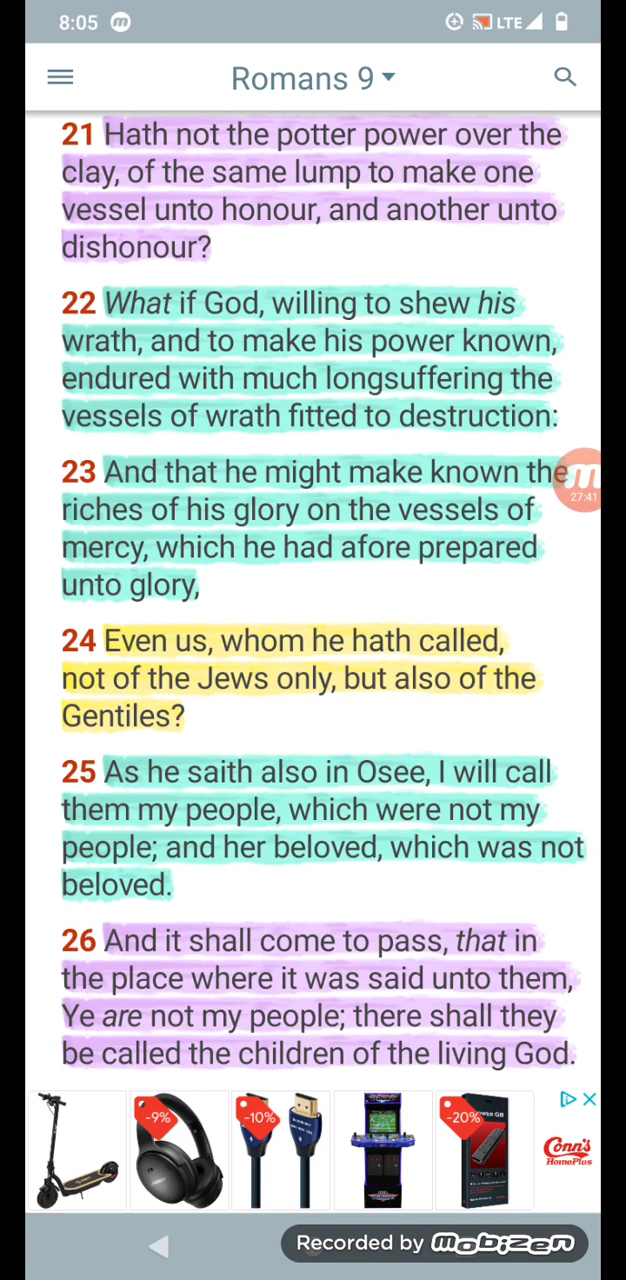 8:05 m LTE
Romans 9
21 Hath not the potter power over the
clay, of the same lump to make one
vessel unto honour, and another unto
dishonour?
22 What if God, willing to shew his
wrath, and to make his power known,
endured with much longsuffering the
vessels of wrath fitted to destruction:
23 And that he might make known the
riches of his glory on the vessels of
mercy, which he had afore prepared
unto glory,
m
27:41
24 Even us, whom he hath called,
not of the Jews only, but also of the
Gentiles?
25 As he saith also in Osee, I will call
them my people, which were not my
people; and her beloved, which was not
beloved.
26 And it shall come to pass, that in
the place where it was said unto them,
Ye are not my people; there shall they
be called the children of the living God.
-9%
-10%
-20%
Conn's
HomePlus
Recorded by mobizen